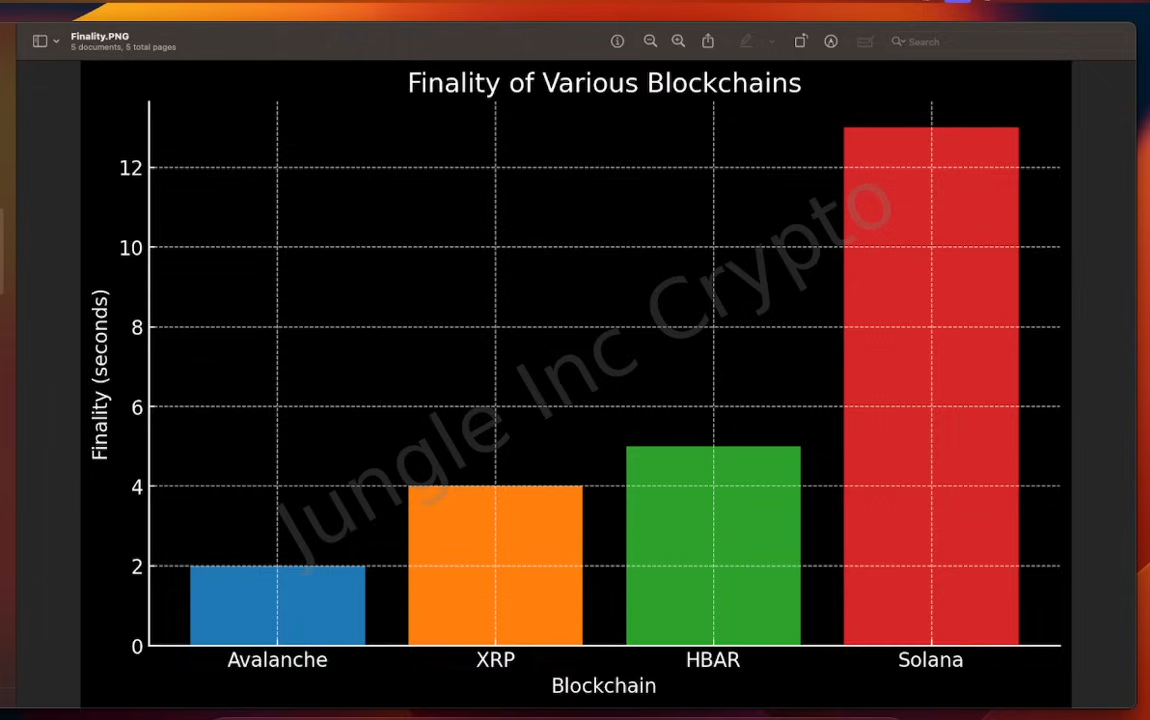 Finality.PNG
5 documents, 5 total pages
Search
Finality of Various Blockchains
12
10
8
6
4
2
0
Finality (seconds)
Jungle Inc Crypto
Avalanche XRP HBAR Solana
Blockchain